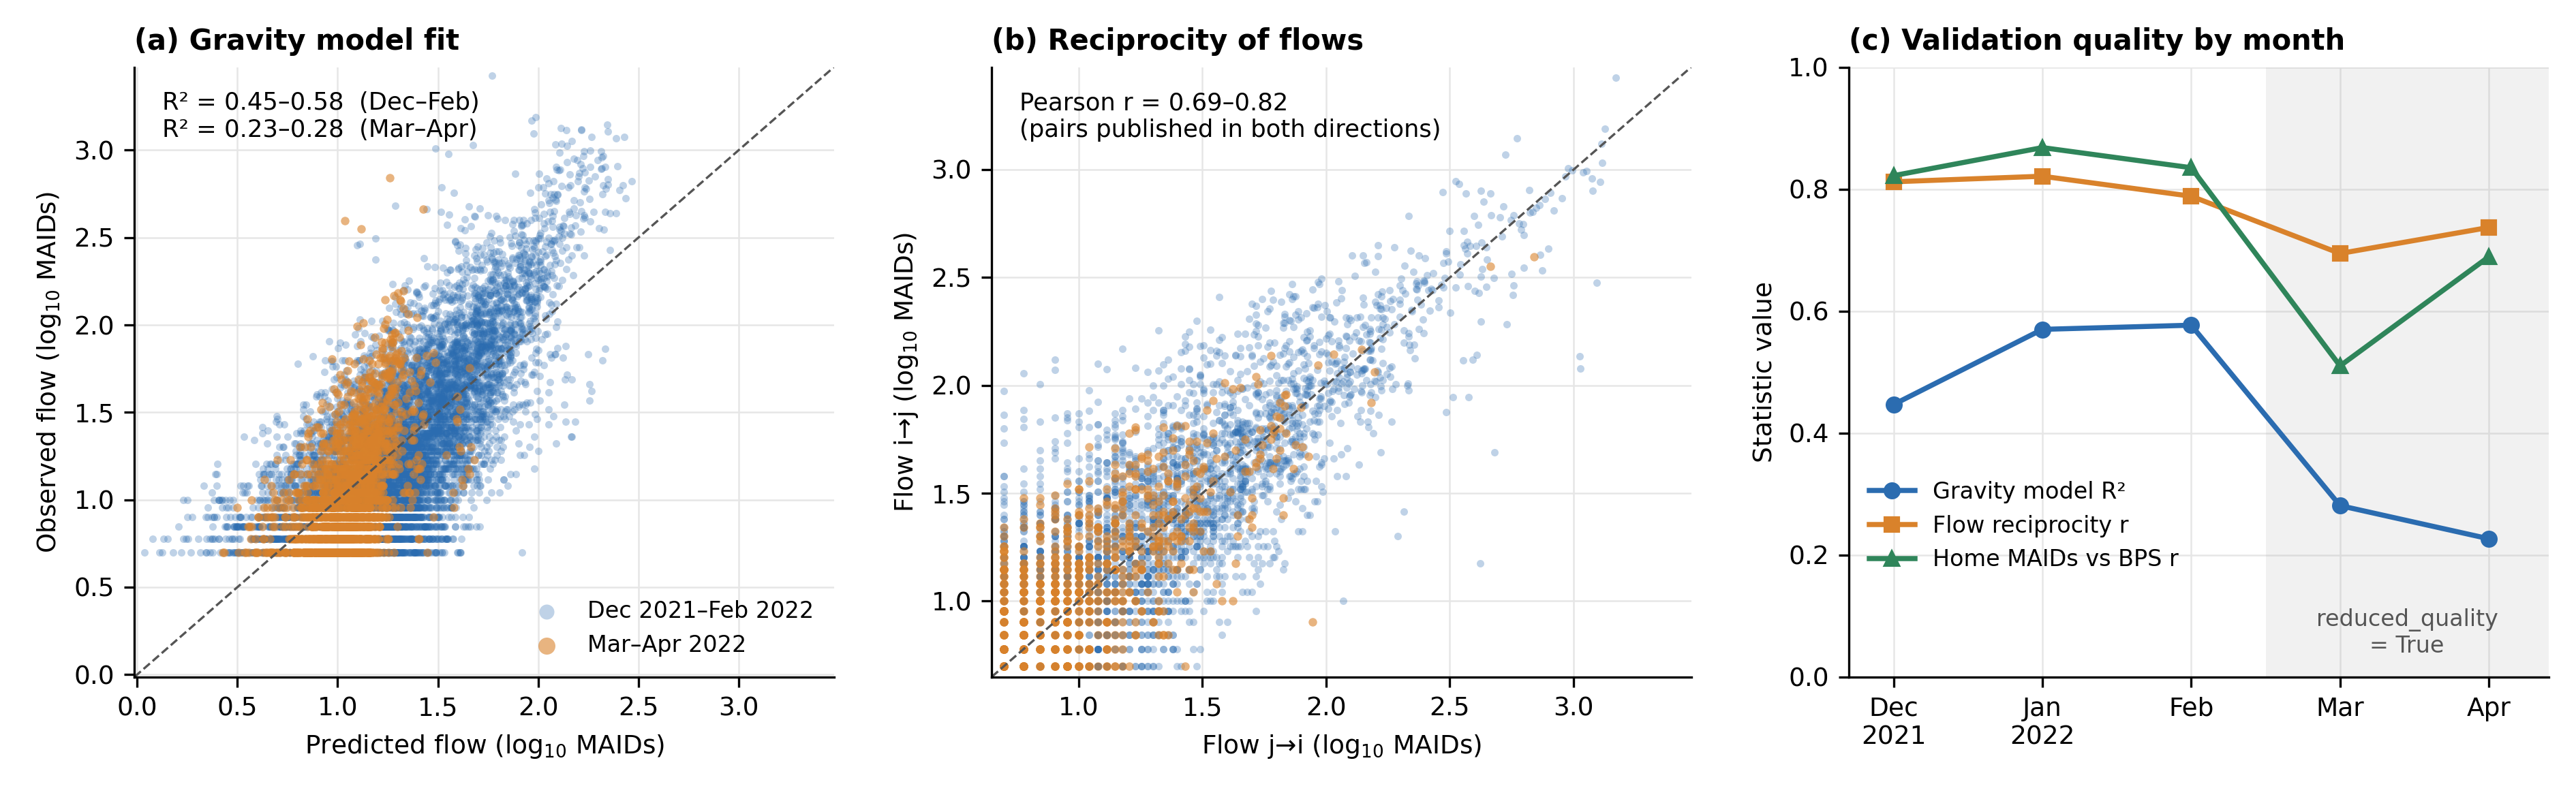 (a) Gravity model fit
R² = 0.45–0.58 (Dec–Feb)
R² = 0.23–0.28 (Mar–Apr)
Observed flow (log₁₀ MAIDs)
3.0
2.5
2.0
1.5
1.0
0.5
0.0
Dec 2021–Feb 2022
Mar–Apr 2022
0.0 0.5 1.0 1.5 2.0 2.5 3.0
Predicted flow (log₁₀ MAIDs)
(b) Reciprocity of flows
Pearson r = 0.69–0.82
(pairs published in both directions)
Flow i→j (log₁₀ MAIDs)
3.0
2.5
2.0
1.5
1.0
1.0 1.5 2.0 2.5 3.0
Flow j→i (log₁₀ MAIDs)
(c) Validation quality by month
Statistic value
1.0
0.8
0.6
0.4
0.2
0.0
Gravity model R²
Flow reciprocity r
Home MAIDs vs BPS r
reduced_quality
= True
Dec Jan Feb Mar Apr
2021 2022